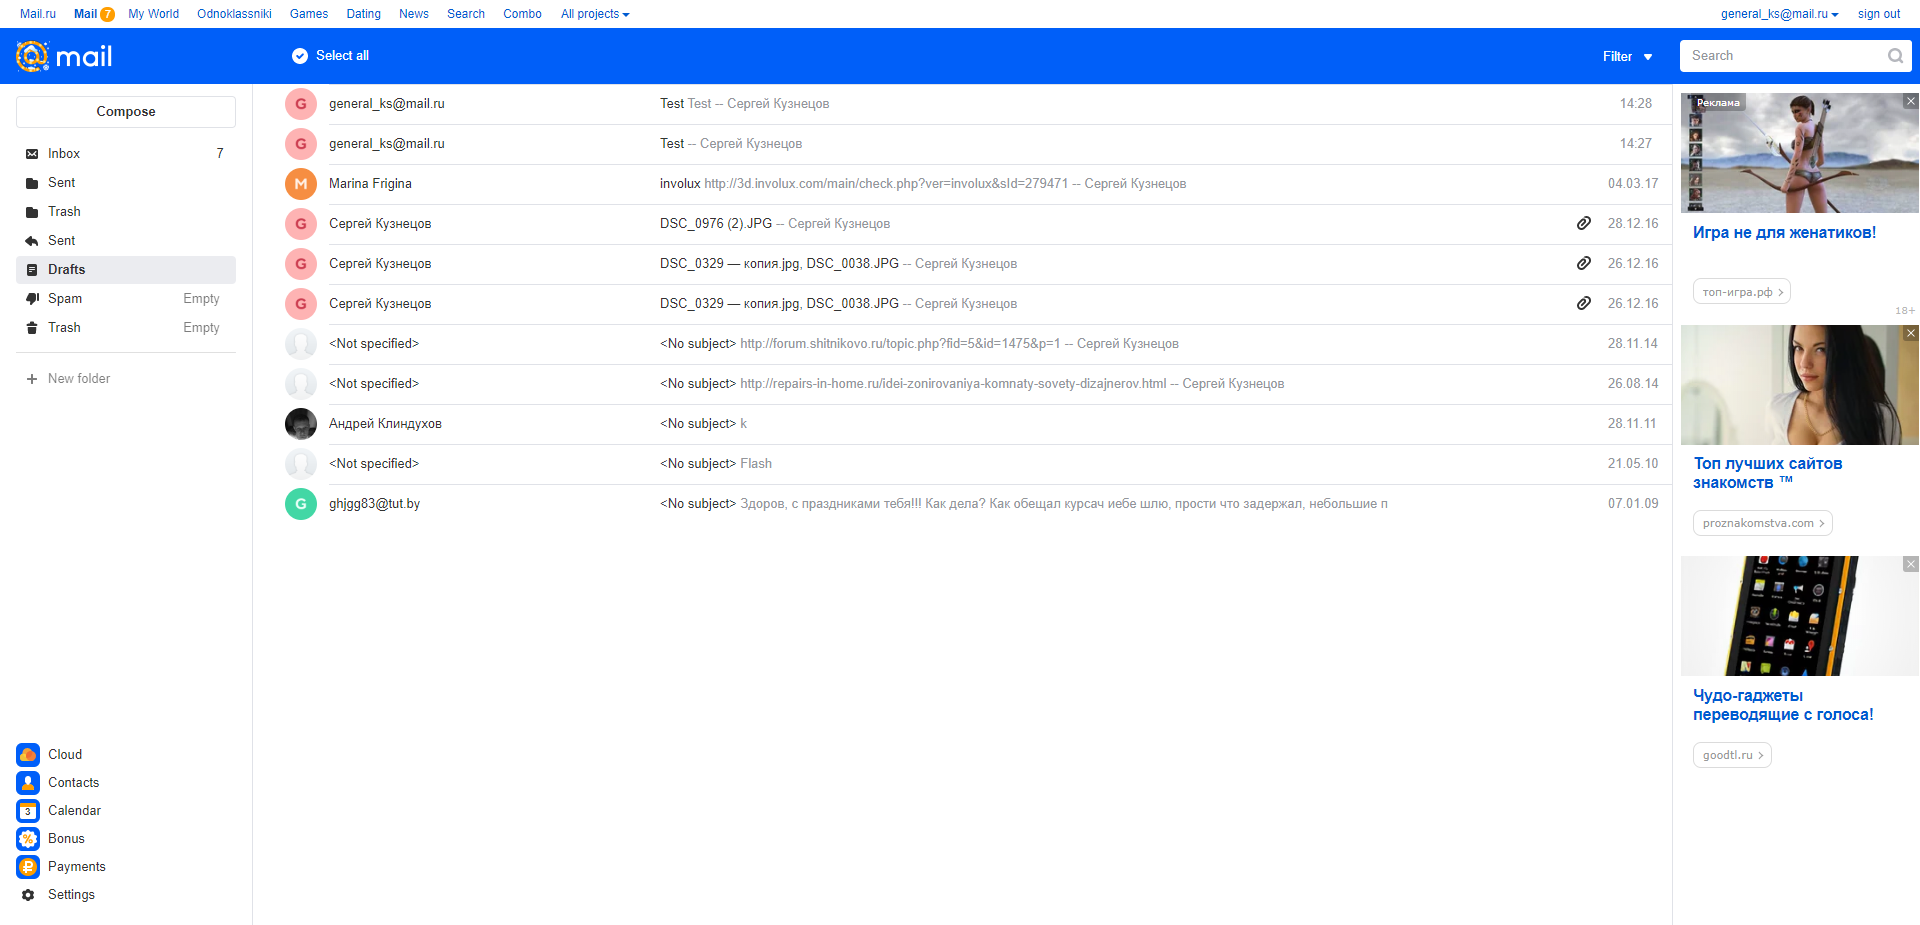 Mail.ru Mail 7 My World Odnoklassniki Games Dating News Search Combo All projects general_ks@mail.ru sign out
mail Select all Filter Search
Compose
Inbox 7
Sent
Trash
Sent
Drafts
Spam Empty
Trash Empty
New folder
Cloud
Contacts
3 Calendar
% Bonus
₽ Payments
Settings
G general_ks@mail.ru Test Test -- Сергей Кузнецов 14:28
G general_ks@mail.ru Test -- Сергей Кузнецов 14:27
M Marina Frigina involux http://3d.involux.com/main/check.php?ver=involux&sId=279471 -- Сергей Кузнецов 04.03.17
G Сергей Кузнецов DSC_0976 (2).JPG -- Сергей Кузнецов 28.12.16
G Сергей Кузнецов DSC_0329 — копия.jpg, DSC_0038.JPG -- Сергей Кузнецов 26.12.16
G Сергей Кузнецов DSC_0329 — копия.jpg, DSC_0038.JPG -- Сергей Кузнецов 26.12.16
<Not specified> <No subject> http://forum.shitnikovo.ru/topic.php?fid=5&id=1475&p=1 -- Сергей Кузнецов 28.11.14
<Not specified> <No subject> http://repairs-in-home.ru/idei-zonirovaniya-komnaty-sovety-dizajnerov.html -- Сергей Кузнецов 26.08.14
Андрей Клиндухов <No subject> k 28.11.11
<Not specified> <No subject> Flash 21.05.10
G ghjgg83@tut.by <No subject> Здоров, с праздниками тебя!!! Как дела? Как обещал курсач иебе шлю, прости что задержал, небольшие п 07.01.09
Реклама
Игра не для женатиков!
топ-игра.рф
18+
Топ лучших сайтов
знакомств ™
proznakomstva.com
Чудо-гаджеты
переводящие с голоса!
goodtl.ru